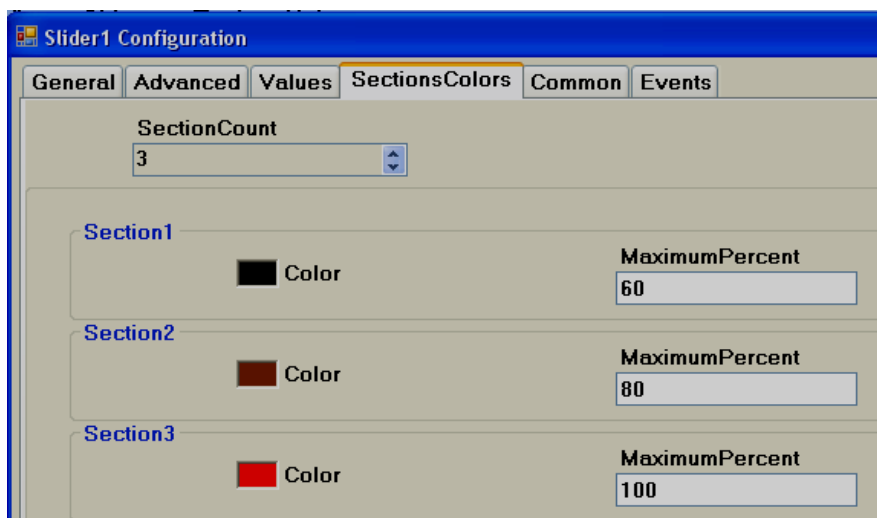 Slider1 Configuration
General Advanced Values SectionsColors Common Events
SectionCount
3
Section1
Color
MaximumPercent
60
Section2
Color
MaximumPercent
80
Section3
Color
MaximumPercent
100